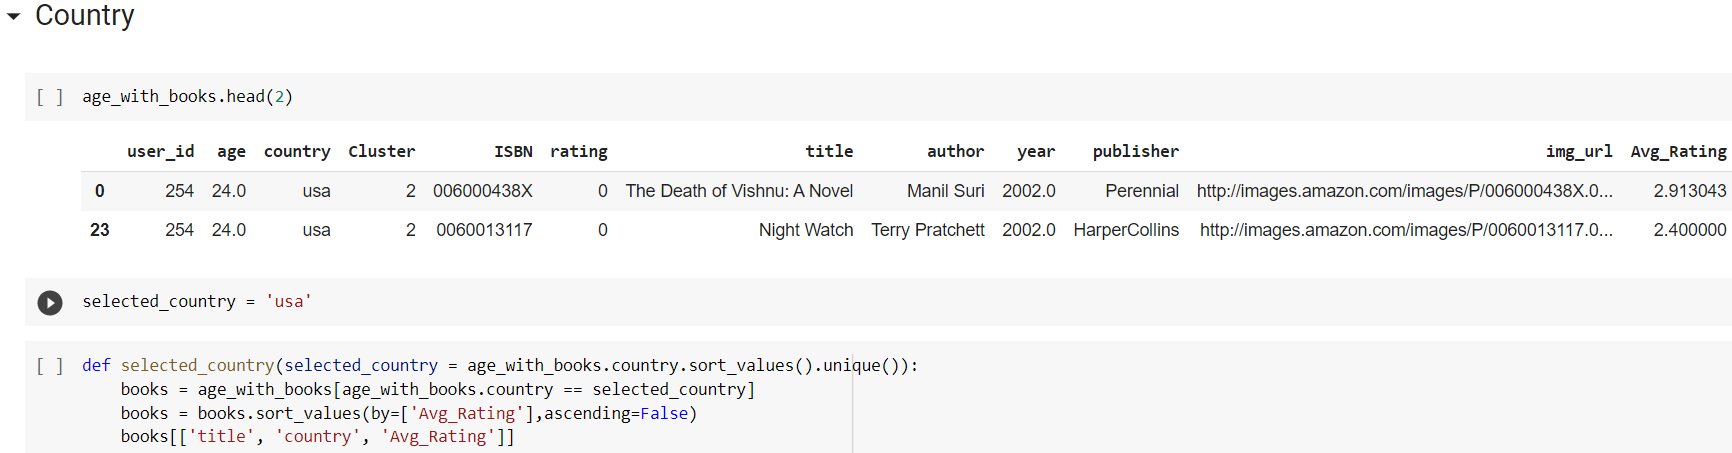 Country
[ ] age_with_books.head(2)
user_id age country Cluster ISBN rating title author year publisher img_url Avg_Rating
0 254 24.0 usa 2 006000438X 0 The Death of Vishnu: A Novel Manil Suri 2002.0 Perennial http://images.amazon.com/images/P/006000438X.0... 2.913043
23 254 24.0 usa 2 0060013117 0 Night Watch Terry Pratchett 2002.0 HarperCollins http://images.amazon.com/images/P/0060013117.0... 2.400000
selected_country = 'usa'
[ ] def selected_country(selected_country = age_with_books.country.sort_values().unique()):
books = age_with_books[age_with_books.country == selected_country]
books = books.sort_values(by=['Avg_Rating'],ascending=False)
books[['title', 'country', 'Avg_Rating']]